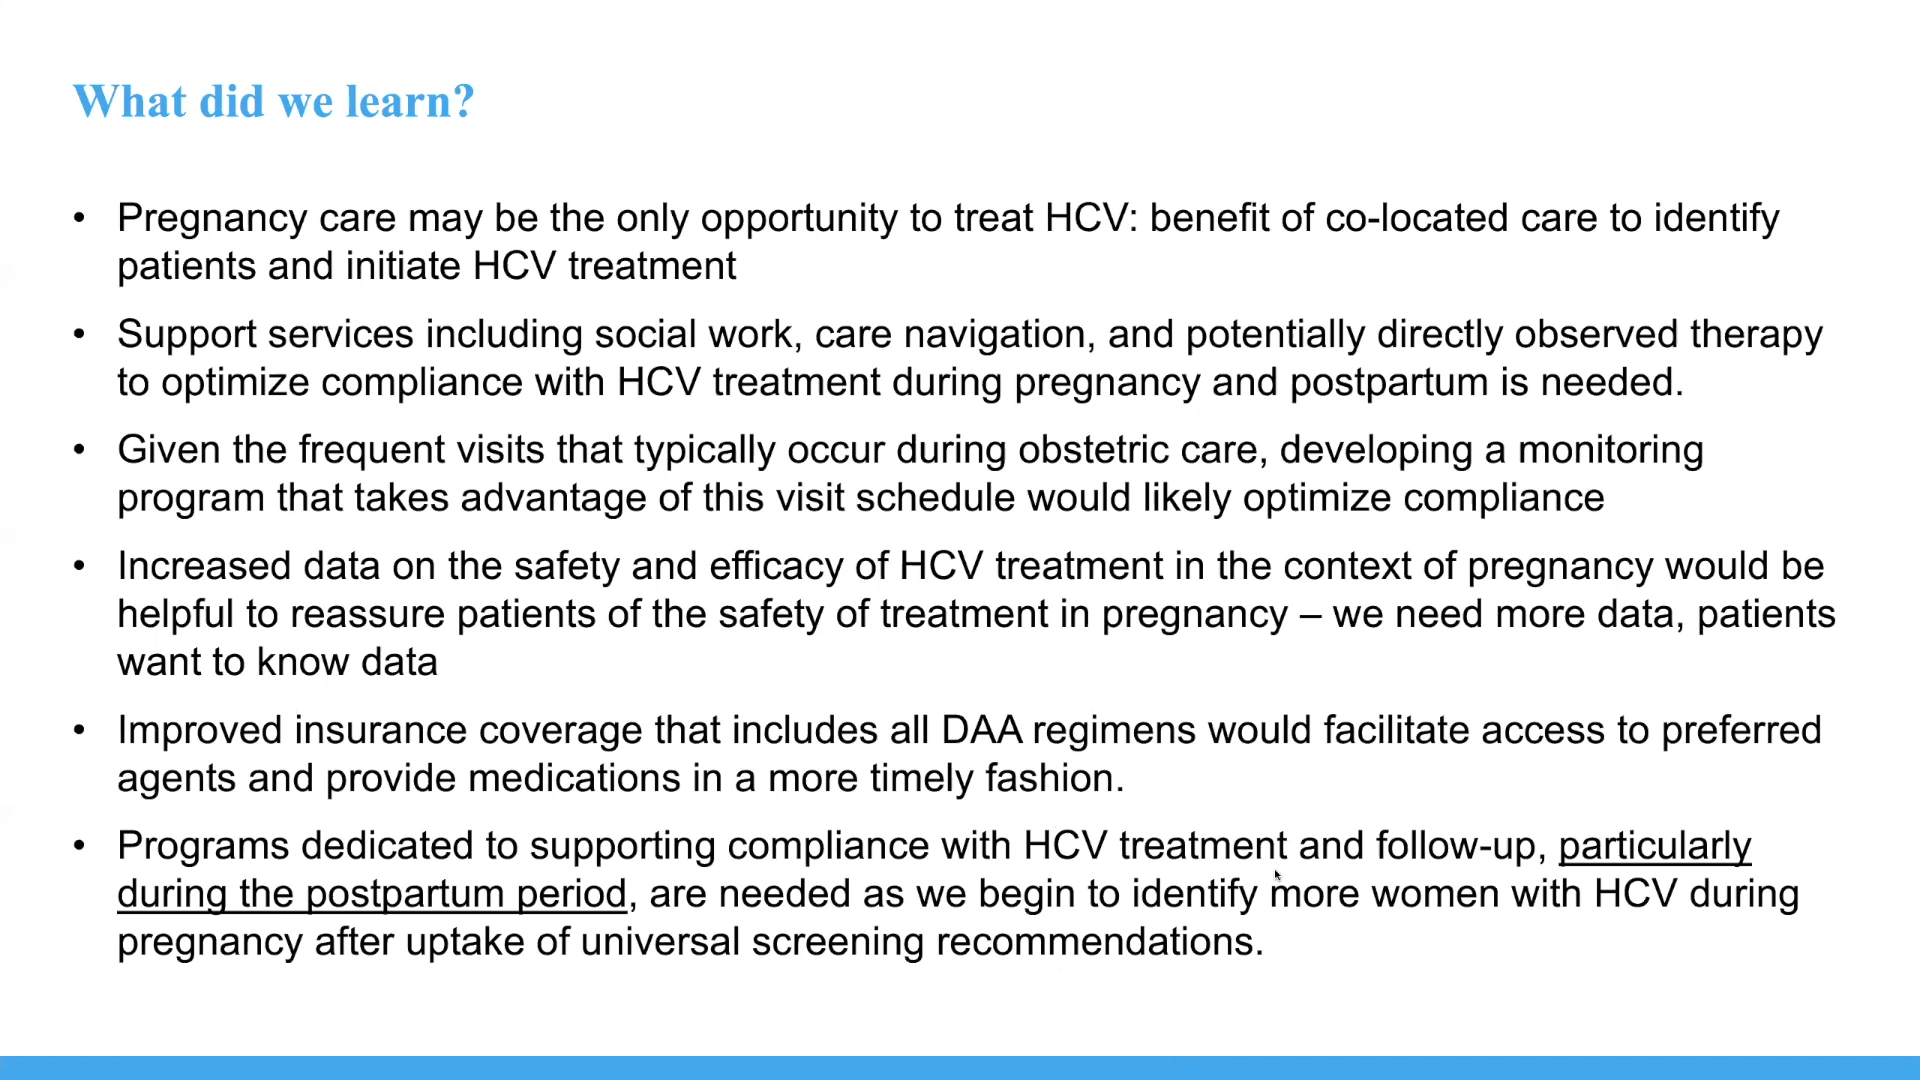 What did we learn?
• Pregnancy care may be the only opportunity to treat HCV: benefit of co-located care to identify
patients and initiate HCV treatment
• Support services including social work, care navigation, and potentially directly observed therapy
to optimize compliance with HCV treatment during pregnancy and postpartum is needed.
• Given the frequent visits that typically occur during obstetric care, developing a monitoring
program that takes advantage of this visit schedule would likely optimize compliance
• Increased data on the safety and efficacy of HCV treatment in the context of pregnancy would be
helpful to reassure patients of the safety of treatment in pregnancy – we need more data, patients
want to know data
• Improved insurance coverage that includes all DAA regimens would facilitate access to preferred
agents and provide medications in a more timely fashion.
• Programs dedicated to supporting compliance with HCV treatment and follow-up, particularly
during the postpartum period, are needed as we begin to identify more women with HCV during
pregnancy after uptake of universal screening recommendations.